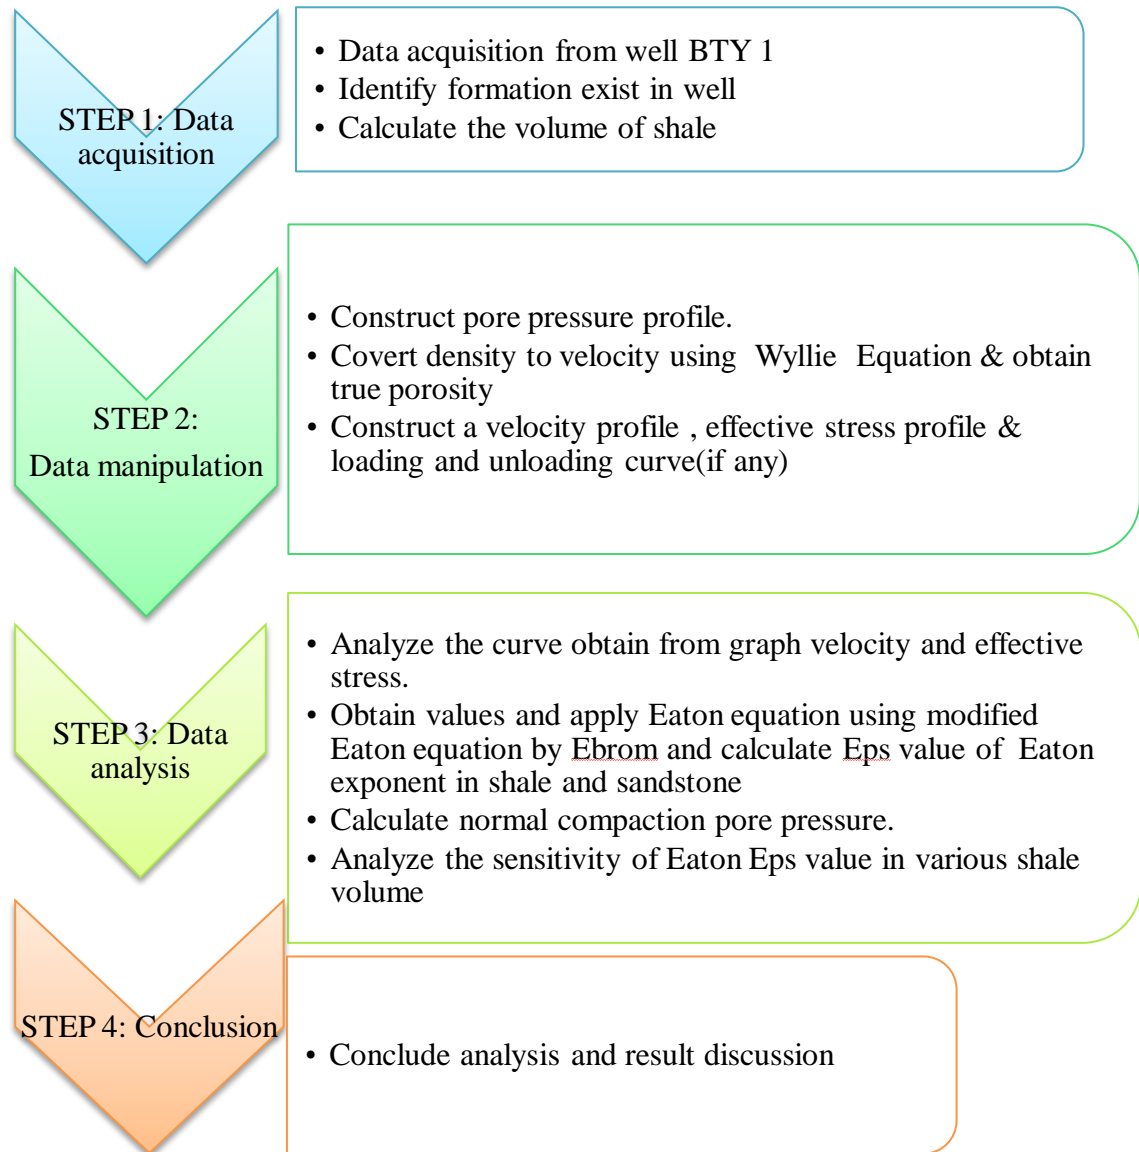 STEP 1: Data
acquisition
• Data acquisition from well BTY 1
• Identify formation exist in well
• Calculate the volume of shale
STEP 2:
Data manipulation
• Construct pore pressure profile.
• Covert density to velocity using Wyllie Equation & obtain
true porosity
• Construct a velocity profile , effective stress profile &
loading and unloading curve(if any)
STEP 3: Data
analysis
• Analyze the curve obtain from graph velocity and effective
stress.
• Obtain values and apply Eaton equation using modified
Eaton equation by Ebrom and calculate Eps value of Eaton
exponent in shale and sandstone
• Calculate normal compaction pore pressure.
• Analyze the sensitivity of Eaton Eps value in various shale
volume
STEP 4: Conclusion
• Conclude analysis and result discussion